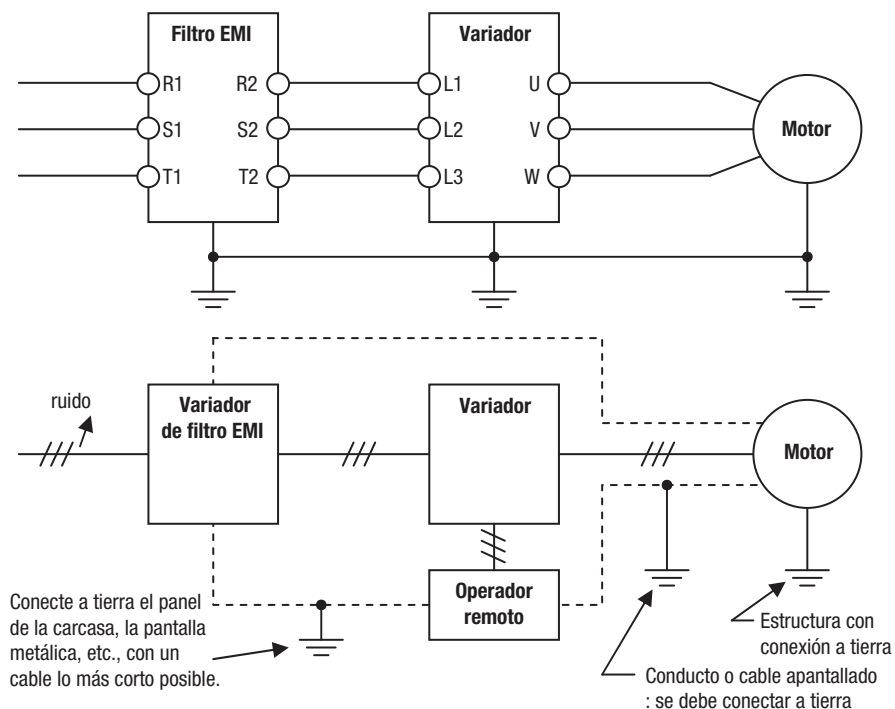 Filtro EMI
Variador
R1
R2
L1
U
S1
S2
L2
V
Motor
T1
T2
L3
W
ruido
Variador
de filtro EMI
Variador
Motor
Operador
remoto
Conecte a tierra el panel
de la carcasa, la pantalla
metálica, etc., con un
cable lo más corto posible.
Estructura con
conexión a tierra
Conducto o cable apantallado
: se debe conectar a tierra